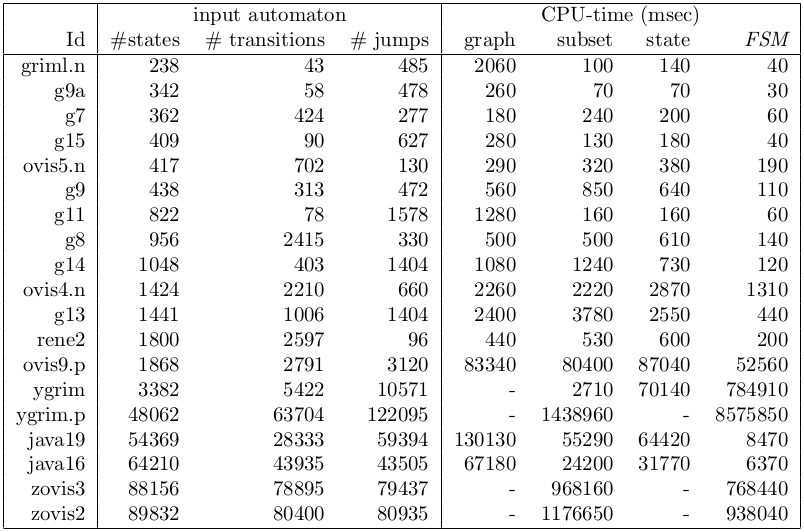 input automaton CPU-time (msec)
Id #states # transitions # jumps graph subset state FSM
griml.n 238 43 485 2060 100 140 40
g9a 342 58 478 260 70 70 30
g7 362 424 277 180 240 200 60
g15 409 90 627 280 130 180 40
ovis5.n 417 702 130 290 320 380 190
g9 438 313 472 560 850 640 110
g11 822 78 1578 1280 160 160 60
g8 956 2415 330 500 500 610 140
g14 1048 403 1404 1080 1240 730 120
ovis4.n 1424 2210 660 2260 2220 2870 1310
g13 1441 1006 1404 2400 3780 2550 440
rene2 1800 2597 96 440 530 600 200
ovis9.p 1868 2791 3120 83340 80400 87040 52560
ygrim 3382 5422 10571 - 2710 70140 784910
ygrim.p 48062 63704 122095 - 1438960 - 8575850
java19 54369 28333 59394 130130 55290 64420 8470
java16 64210 43935 43505 67180 24200 31770 6370
zovis3 88156 78895 79437 - 968160 - 768440
zovis2 89832 80400 80935 - 1176650 - 938040